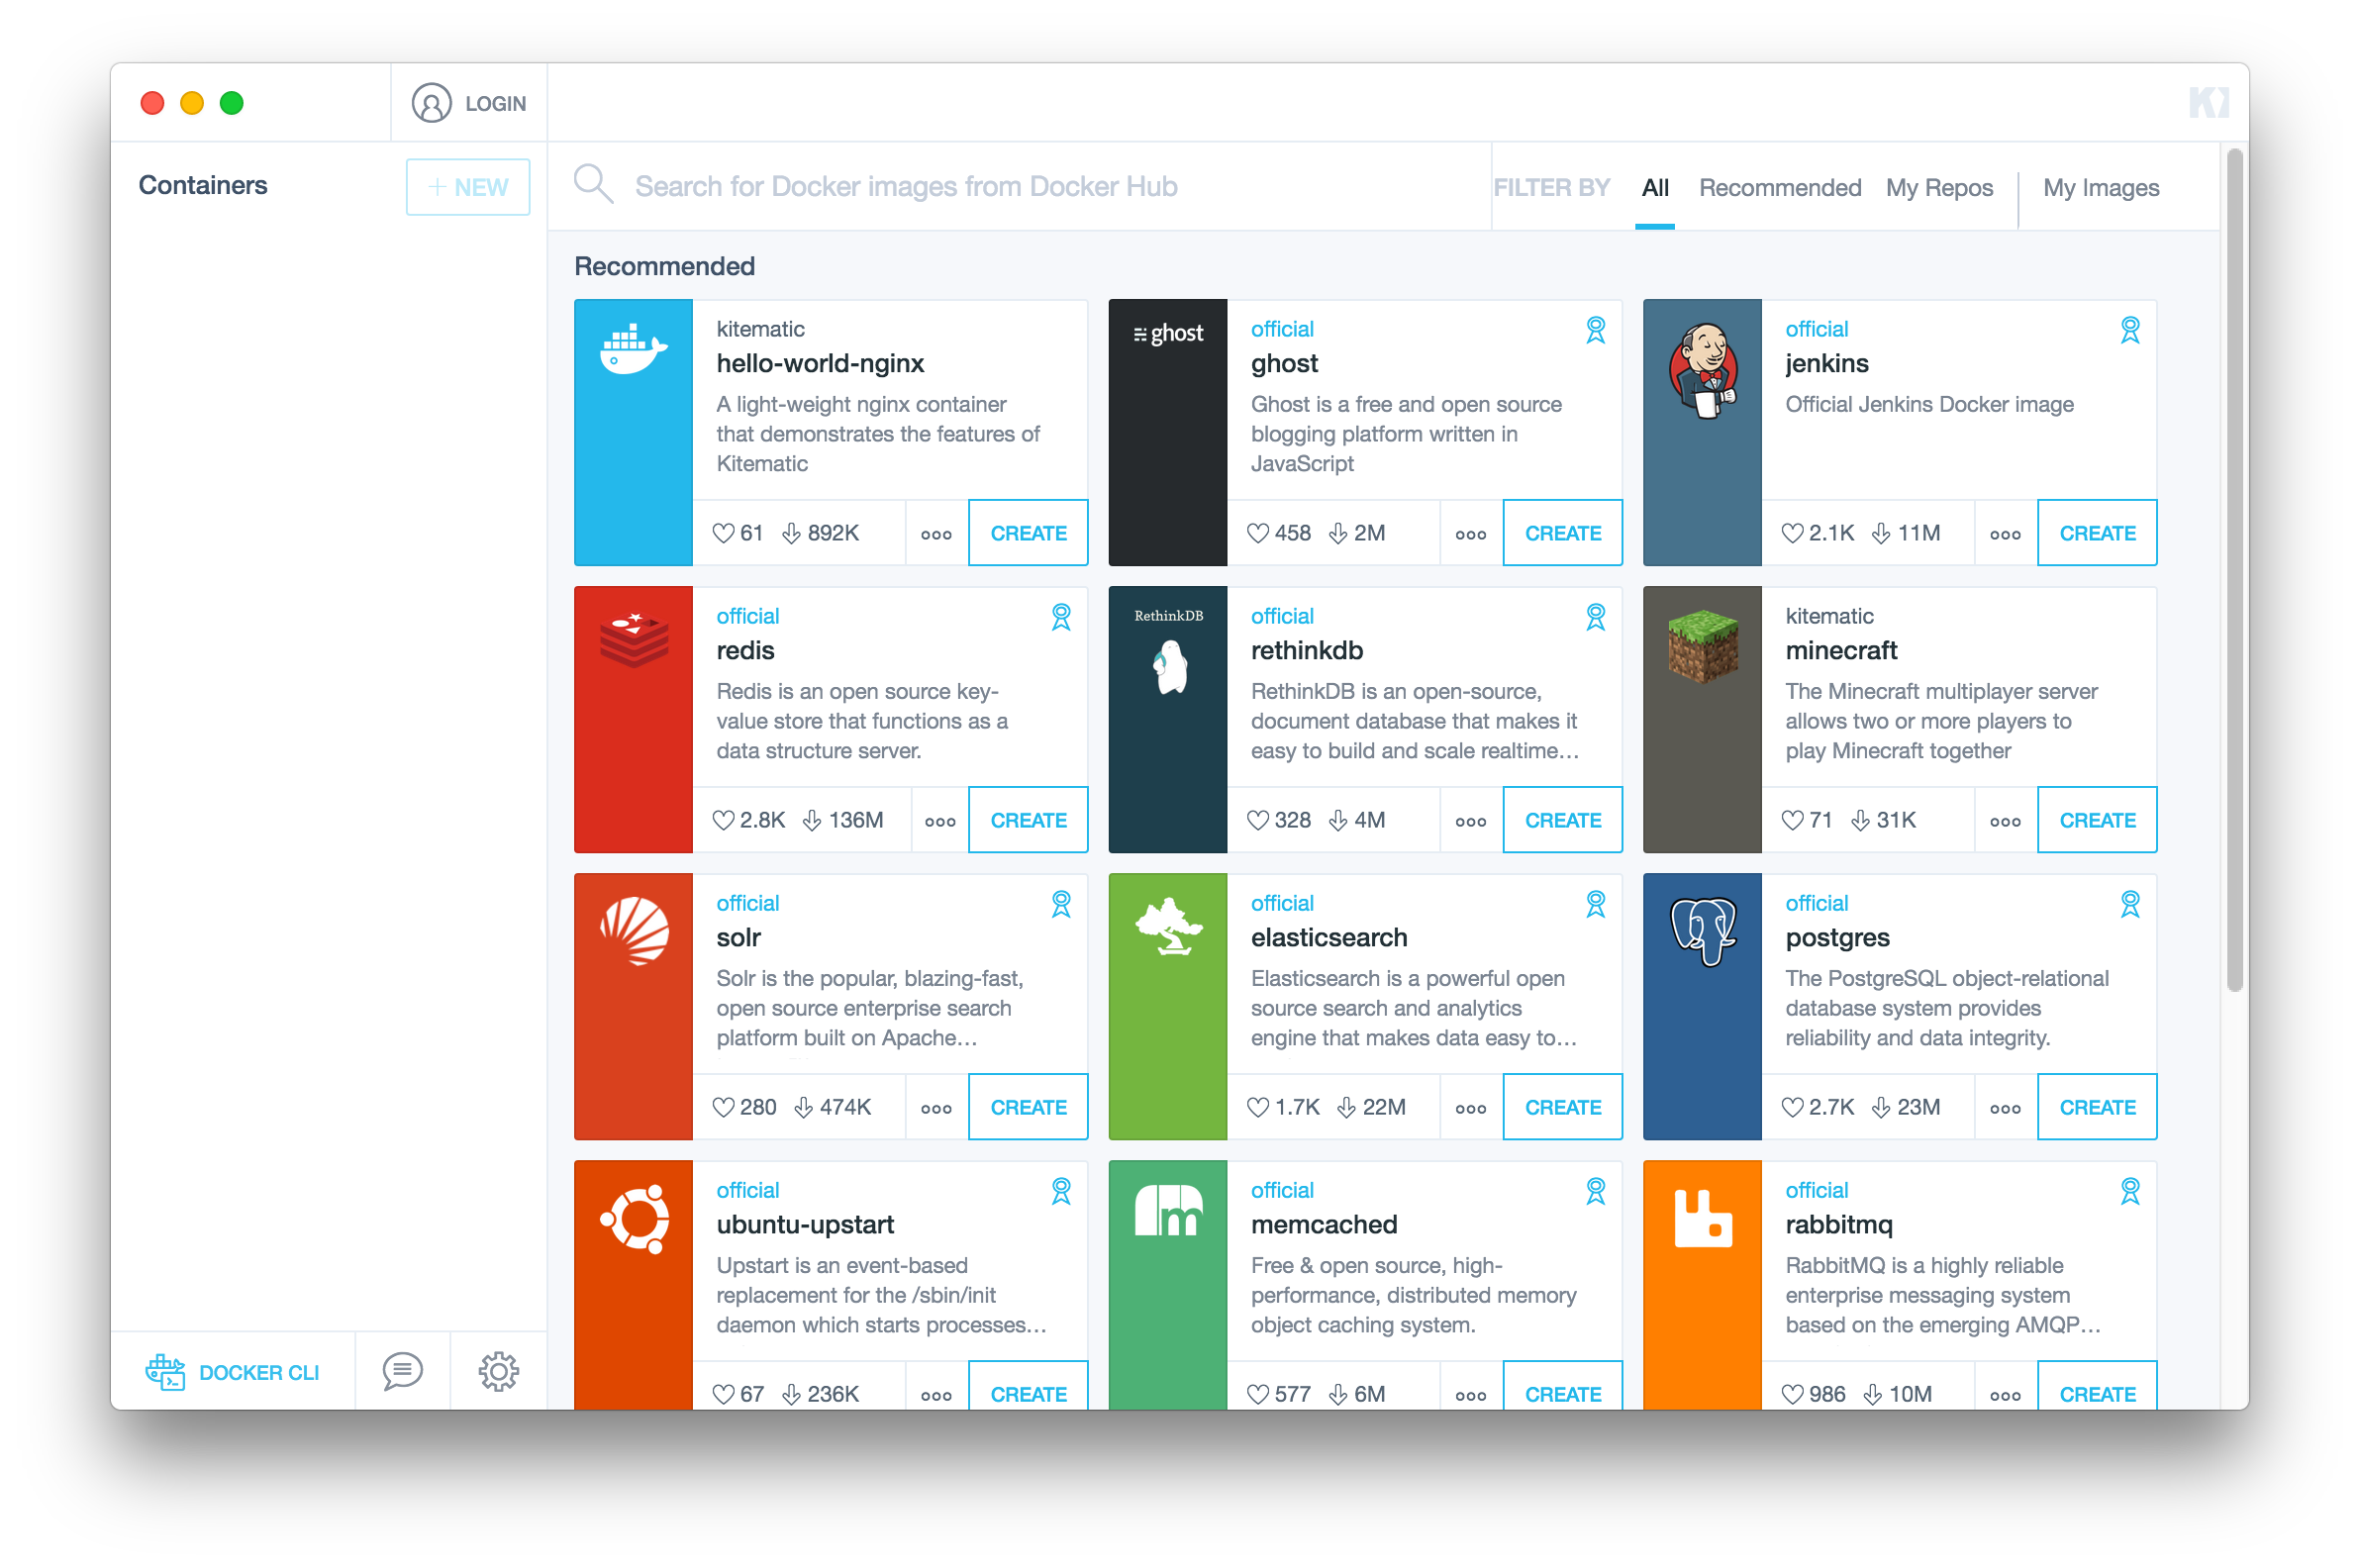 LOGIN
Containers
+ NEW
Search for Docker images from Docker Hub
FILTER BY All Recommended My Repos My Images
Recommended
kitematic
hello-world-nginx
A light-weight nginx container
that demonstrates the features of
Kitematic
61 892K
CREATE
ghost
official
ghost
Ghost is a free and open source
blogging platform written in
JavaScript
458 2M
CREATE
official
jenkins
Official Jenkins Docker image
2.1K 11M
CREATE
official
redis
Redis is an open source key-
value store that functions as a
data structure server.
2.8K 136M
CREATE
RethinkDB
official
rethinkdb
RethinkDB is an open-source,
document database that makes it
easy to build and scale realtime…
328 4M
CREATE
kitematic
minecraft
The Minecraft multiplayer server
allows two or more players to
play Minecraft together
71 31K
CREATE
official
solr
Solr is the popular, blazing-fast,
open source enterprise search
platform built on Apache…
280 474K
CREATE
official
elasticsearch
Elasticsearch is a powerful open
source search and analytics
engine that makes data easy to…
1.7K 22M
CREATE
official
postgres
The PostgreSQL object-relational
database system provides
reliability and data integrity.
2.7K 23M
CREATE
official
ubuntu-upstart
Upstart is an event-based
replacement for the /sbin/init
daemon which starts processes…
67 236K
CREATE
m
official
memcached
Free & open source, high-
performance, distributed memory
object caching system.
577 6M
CREATE
official
rabbitmq
RabbitMQ is a highly reliable
enterprise messaging system
based on the emerging AMQP…
986 10M
CREATE
DOCKER CLI